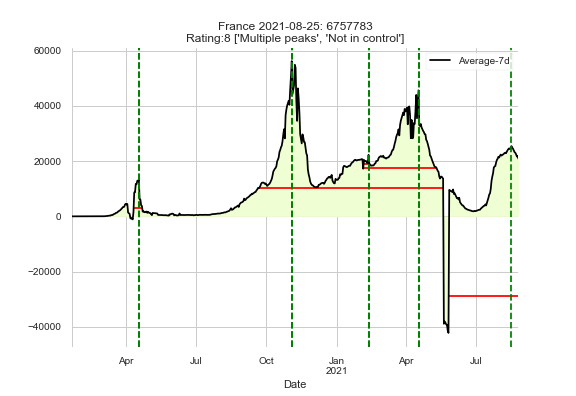 France 2021-08-25: 6757783
Rating:8 ['Multiple peaks', 'Not in control']
60000
Average-7d
40000
20000
0
−20000
−40000
Apr
Jul
Oct
Jan
2021
Apr
Jul
Date